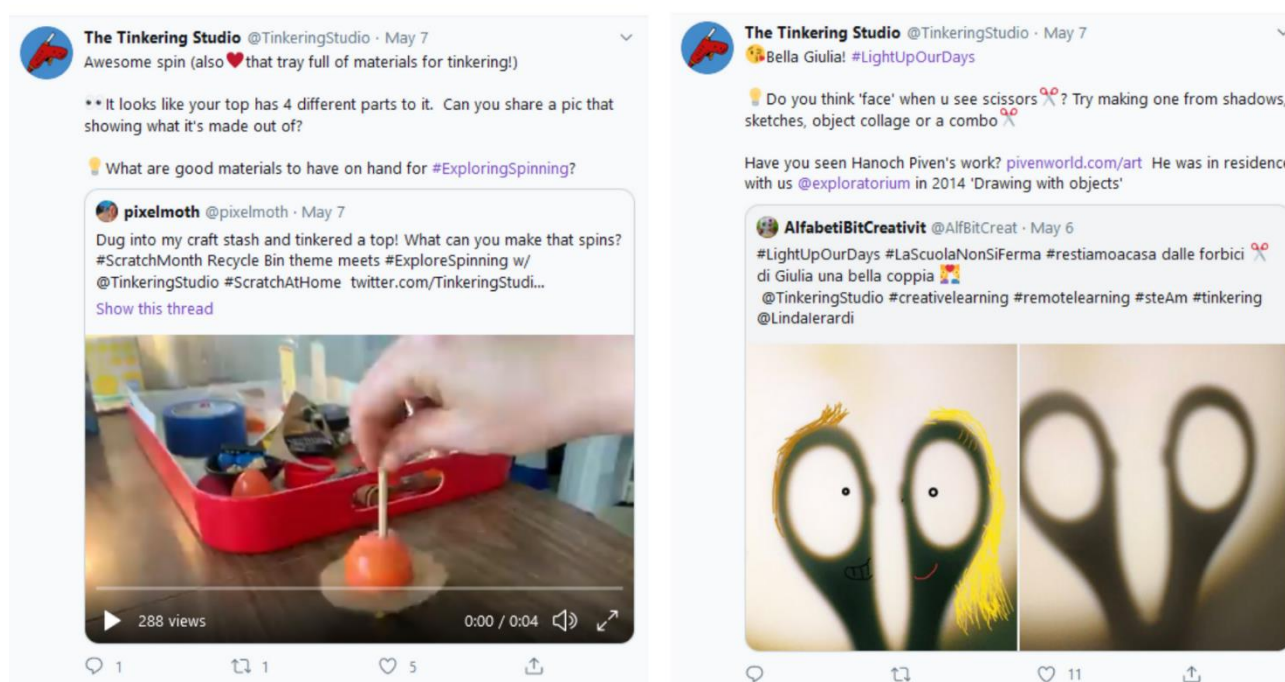 The Tinkering Studio @TinkeringStudio · May 7
Awesome spin (also ❤ that tray full of materials for tinkering!)
👀 It looks like your top has 4 different parts to it. Can you share a pic that
showing what it's made out of?
💡 What are good materials to have on hand for #ExploringSpinning?
pixelmoth @pixelmoth · May 7
Dug into my craft stash and tinkered a top! What can you make that spins?
#ScratchMonth Recycle Bin theme meets #ExploreSpinning w/
@TinkeringStudio #ScratchAtHome twitter.com/TinkeringStudi...
Show this thread
288 views
0:00 / 0:04
1 1 5
The Tinkering Studio @TinkeringStudio · May 7
😘 Bella Giulia! #LightUpOurDays
💡 Do you think 'face' when u see scissors ✂? Try making one from shadows,
sketches, object collage or a combo ✂
Have you seen Hanoch Piven's work? pivenworld.com/art He was in residence
with us @exploratorium in 2014 'Drawing with objects'
AlfabetiBitCreativit @AlfBitCreat · May 6
#LightUpOurDays #LaScuolaNonSiFerma #restiamoacasa dalle forbici ✂
di Giulia una bella coppia 💑
@TinkeringStudio #creativelearning #remotelearning #steAm #tinkering
@LindaIerardi
11